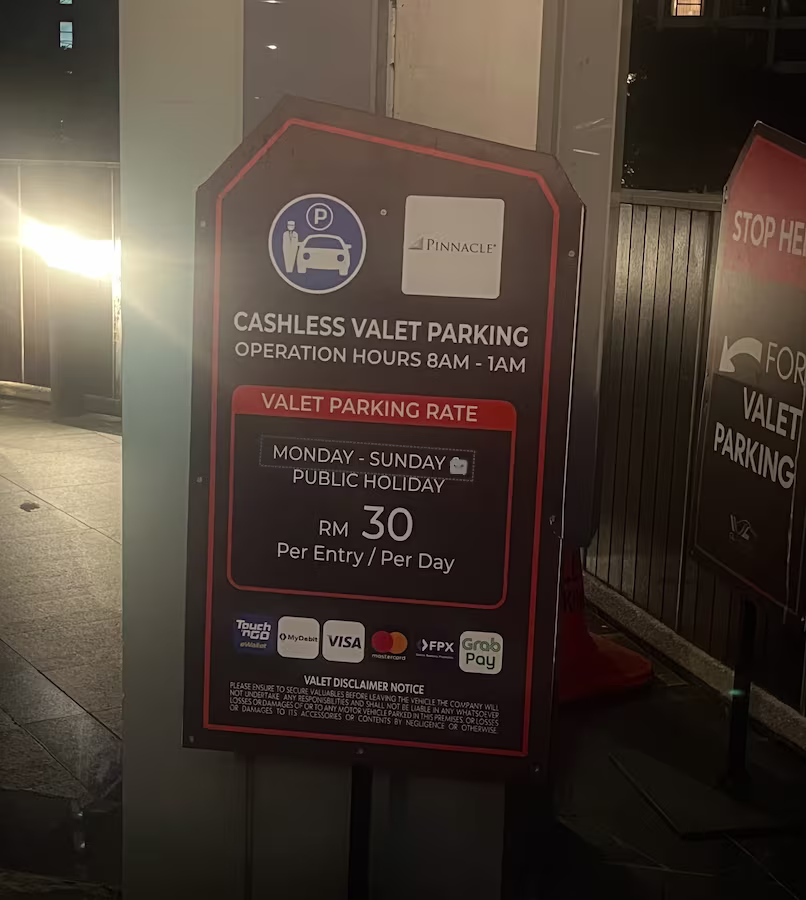 P
PINNACLE
CASHLESS VALET PARKING
OPERATION HOURS 8AM - 1AM
VALET PARKING RATE
MONDAY - SUNDAY
PUBLIC HOLIDAY
RM 30
Per Entry / Per Day
Touch 'nGO eWallet
MyDebit
VISA
mastercard
FPX
Grab Pay
VALET DISCLAIMER NOTICE
PLEASE ENSURE TO SECURE VALUABLES BEFORE LEAVING THE VEHICLE THE COMPANY WILL
NOT UNDERTAKE ANY RESPONSIBILITIES AND SHALL NOT BE LIABLE IN ANY WHATSOEVER
LOSSES OR DAMAGES OF OR TO ANY MOTOR VEHICLE PARKED IN THIS PREMISES, OR LOSSES
OR DAMAGES TO ITS ACCESSORIES OR CONTENTS BY NEGLIGENCE OR OTHERWISE.
STOP HE
FOR
VALET
PARKING